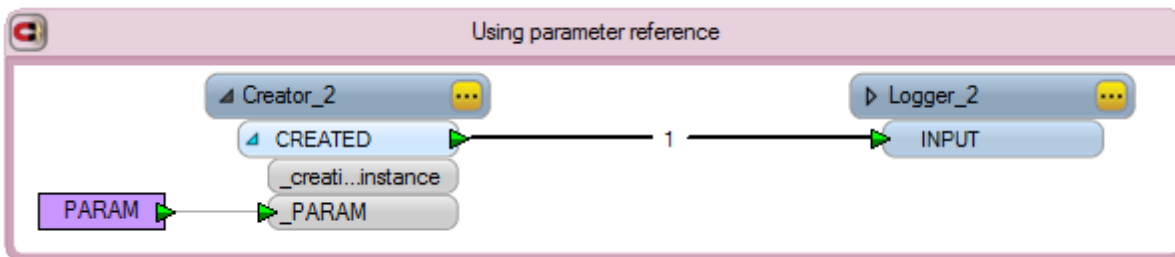 Using parameter reference
Creator_2
Logger_2
CREATED
1
INPUT
_creati...instance
PARAM
_PARAM